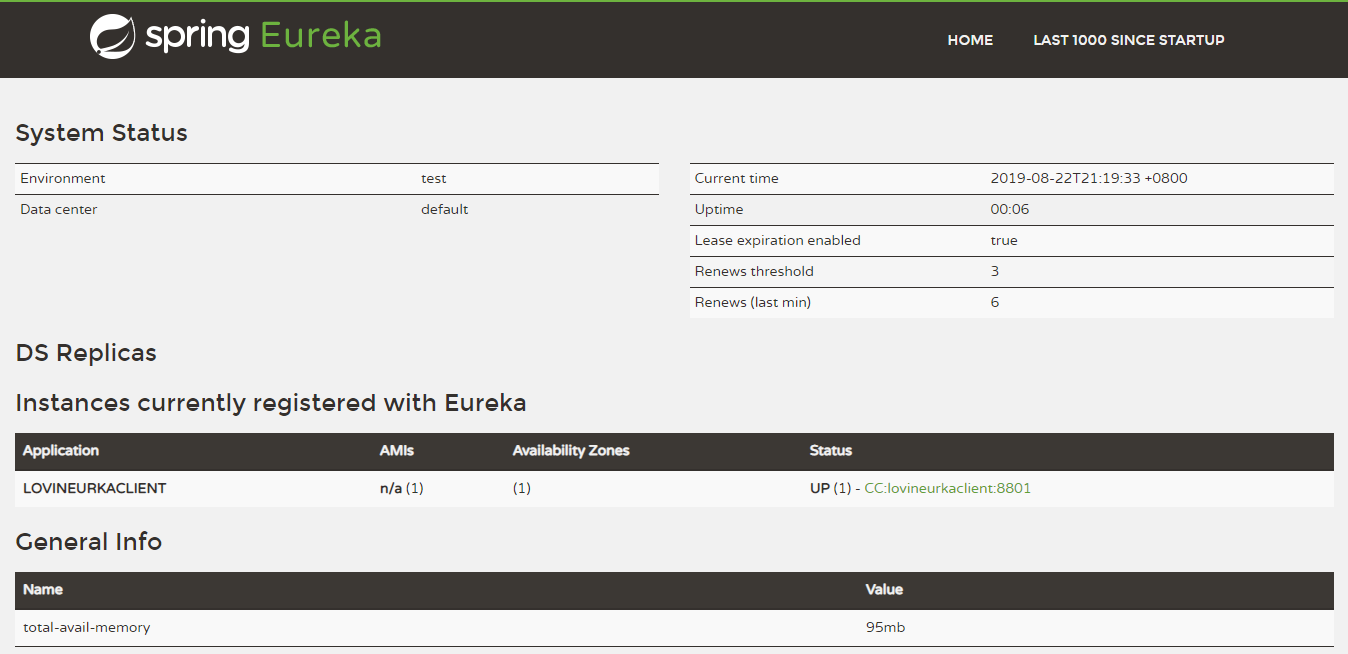 spring Eureka
HOME LAST 1000 SINCE STARTUP
System Status
Environment test
Data center default
Current time 2019-08-22T21:19:33 +0800
Uptime 00:06
Lease expiration enabled true
Renews threshold 3
Renews (last min) 6
DS Replicas
Instances currently registered with Eureka
Application AMIs Availability Zones Status
LOVINEURKACLIENT n/a (1) (1) UP (1) - CC:lovineurkaclient:8801
General Info
Name Value
total-avail-memory 95mb